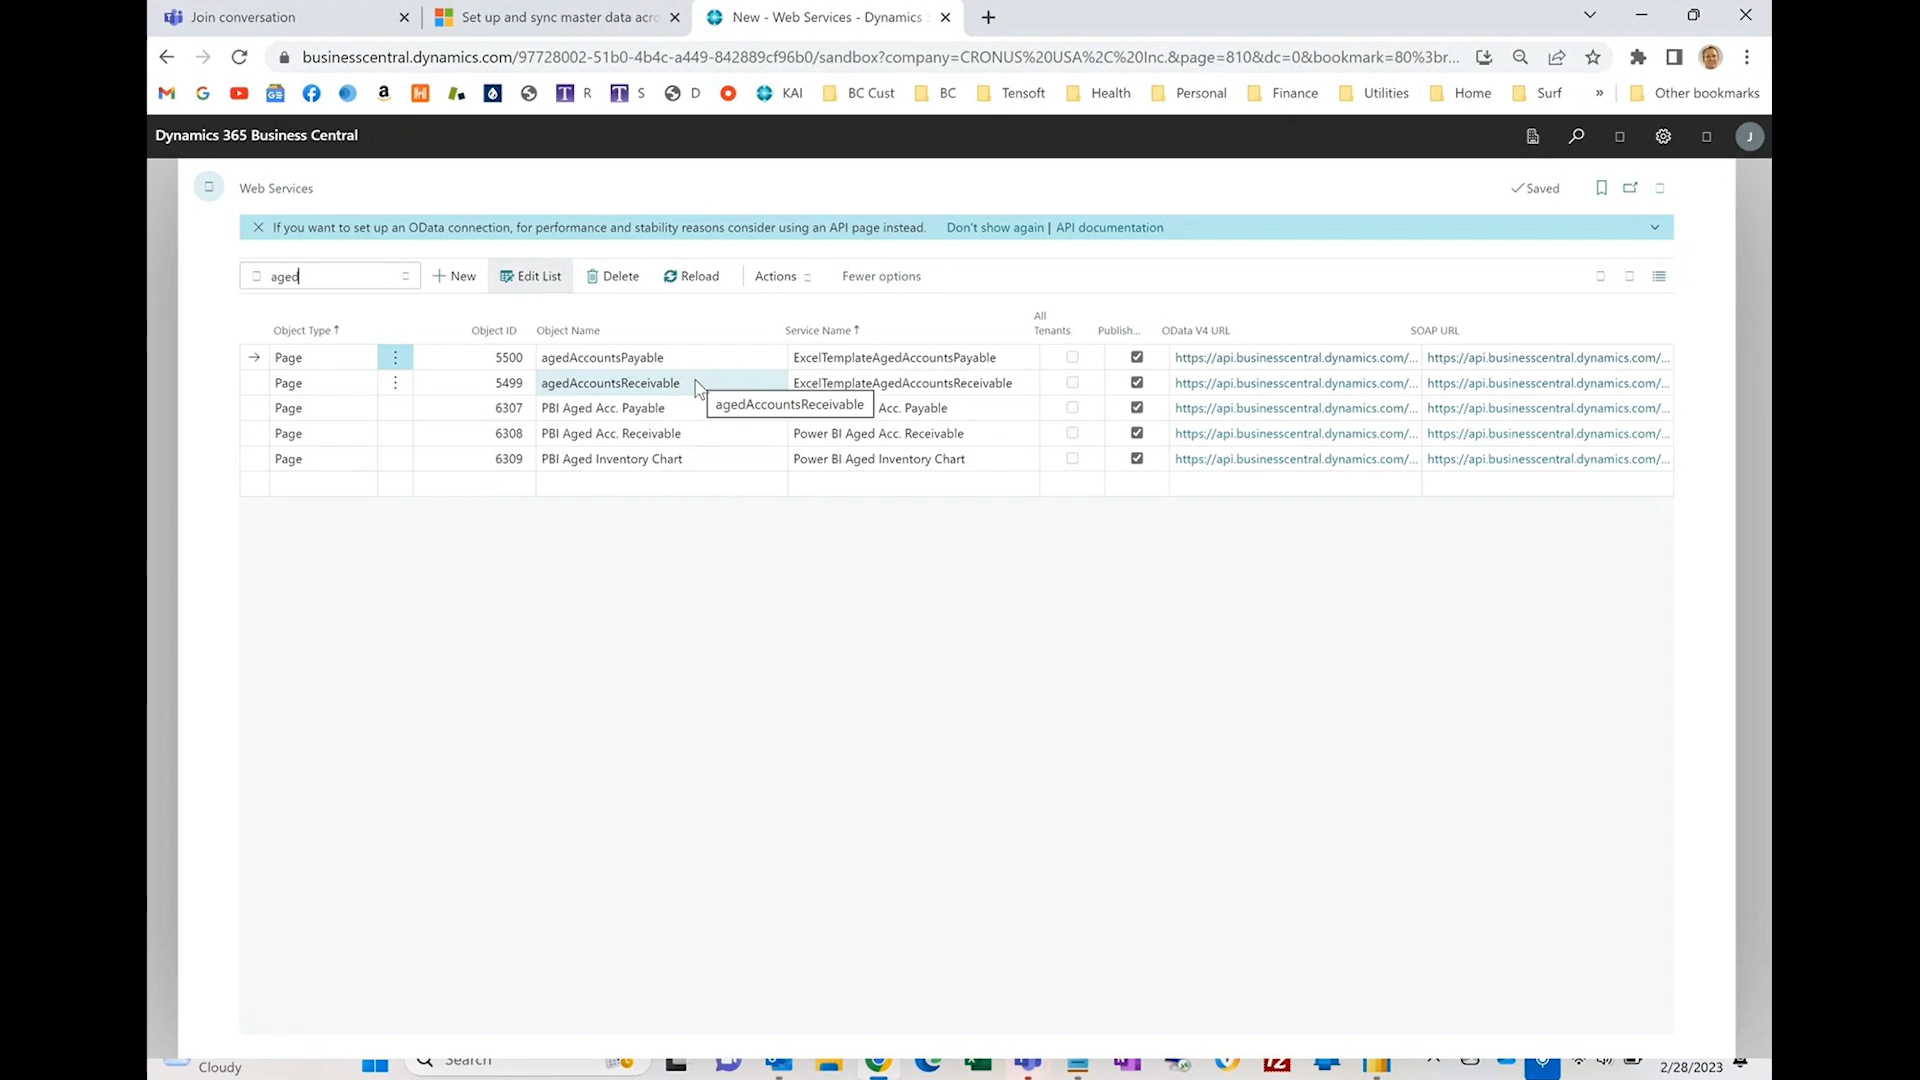 Join conversation
Set up and sync master data acro
New - Web Services - Dynamics
businesscentral.dynamics.com/97728002-51b0-4b4c-a449-842889cf96b0/sandbox?company=CRONUS%20USA%2C%20Inc.&page=810&dc=0&bookmark=80%3br...
KAI BC Cust BC Tensoft Health Personal Finance Utilities Home Surf » Other bookmarks
R S D
Dynamics 365 Business Central
J
Web Services
Saved
If you want to set up an OData connection, for performance and stability reasons consider using an API page instead. Don't show again | API documentation
aged New Edit List Delete Reload Actions Fewer options
Object Type↑ Object ID Object Name Service Name↑ All Tenants Publish... OData V4 URL SOAP URL
Page 5500 agedAccountsPayable ExcelTemplateAgedAccountsPayable https://api.businesscentral.dynamics.com/... https://api.businesscentral.dynamics.com/...
Page 5499 agedAccountsReceivable ExcelTemplateAgedAccountsReceivable https://api.businesscentral.dynamics.com/... https://api.businesscentral.dynamics.com/...
agedAccountsReceivable
Page 6307 PBI Aged Acc. Payable Acc. Payable https://api.businesscentral.dynamics.com/... https://api.businesscentral.dynamics.com/...
Page 6308 PBI Aged Acc. Receivable Power BI Aged Acc. Receivable https://api.businesscentral.dynamics.com/... https://api.businesscentral.dynamics.com/...
Page 6309 PBI Aged Inventory Chart Power BI Aged Inventory Chart https://api.businesscentral.dynamics.com/... https://api.businesscentral.dynamics.com/...
Cloudy
Search
2/28/2023